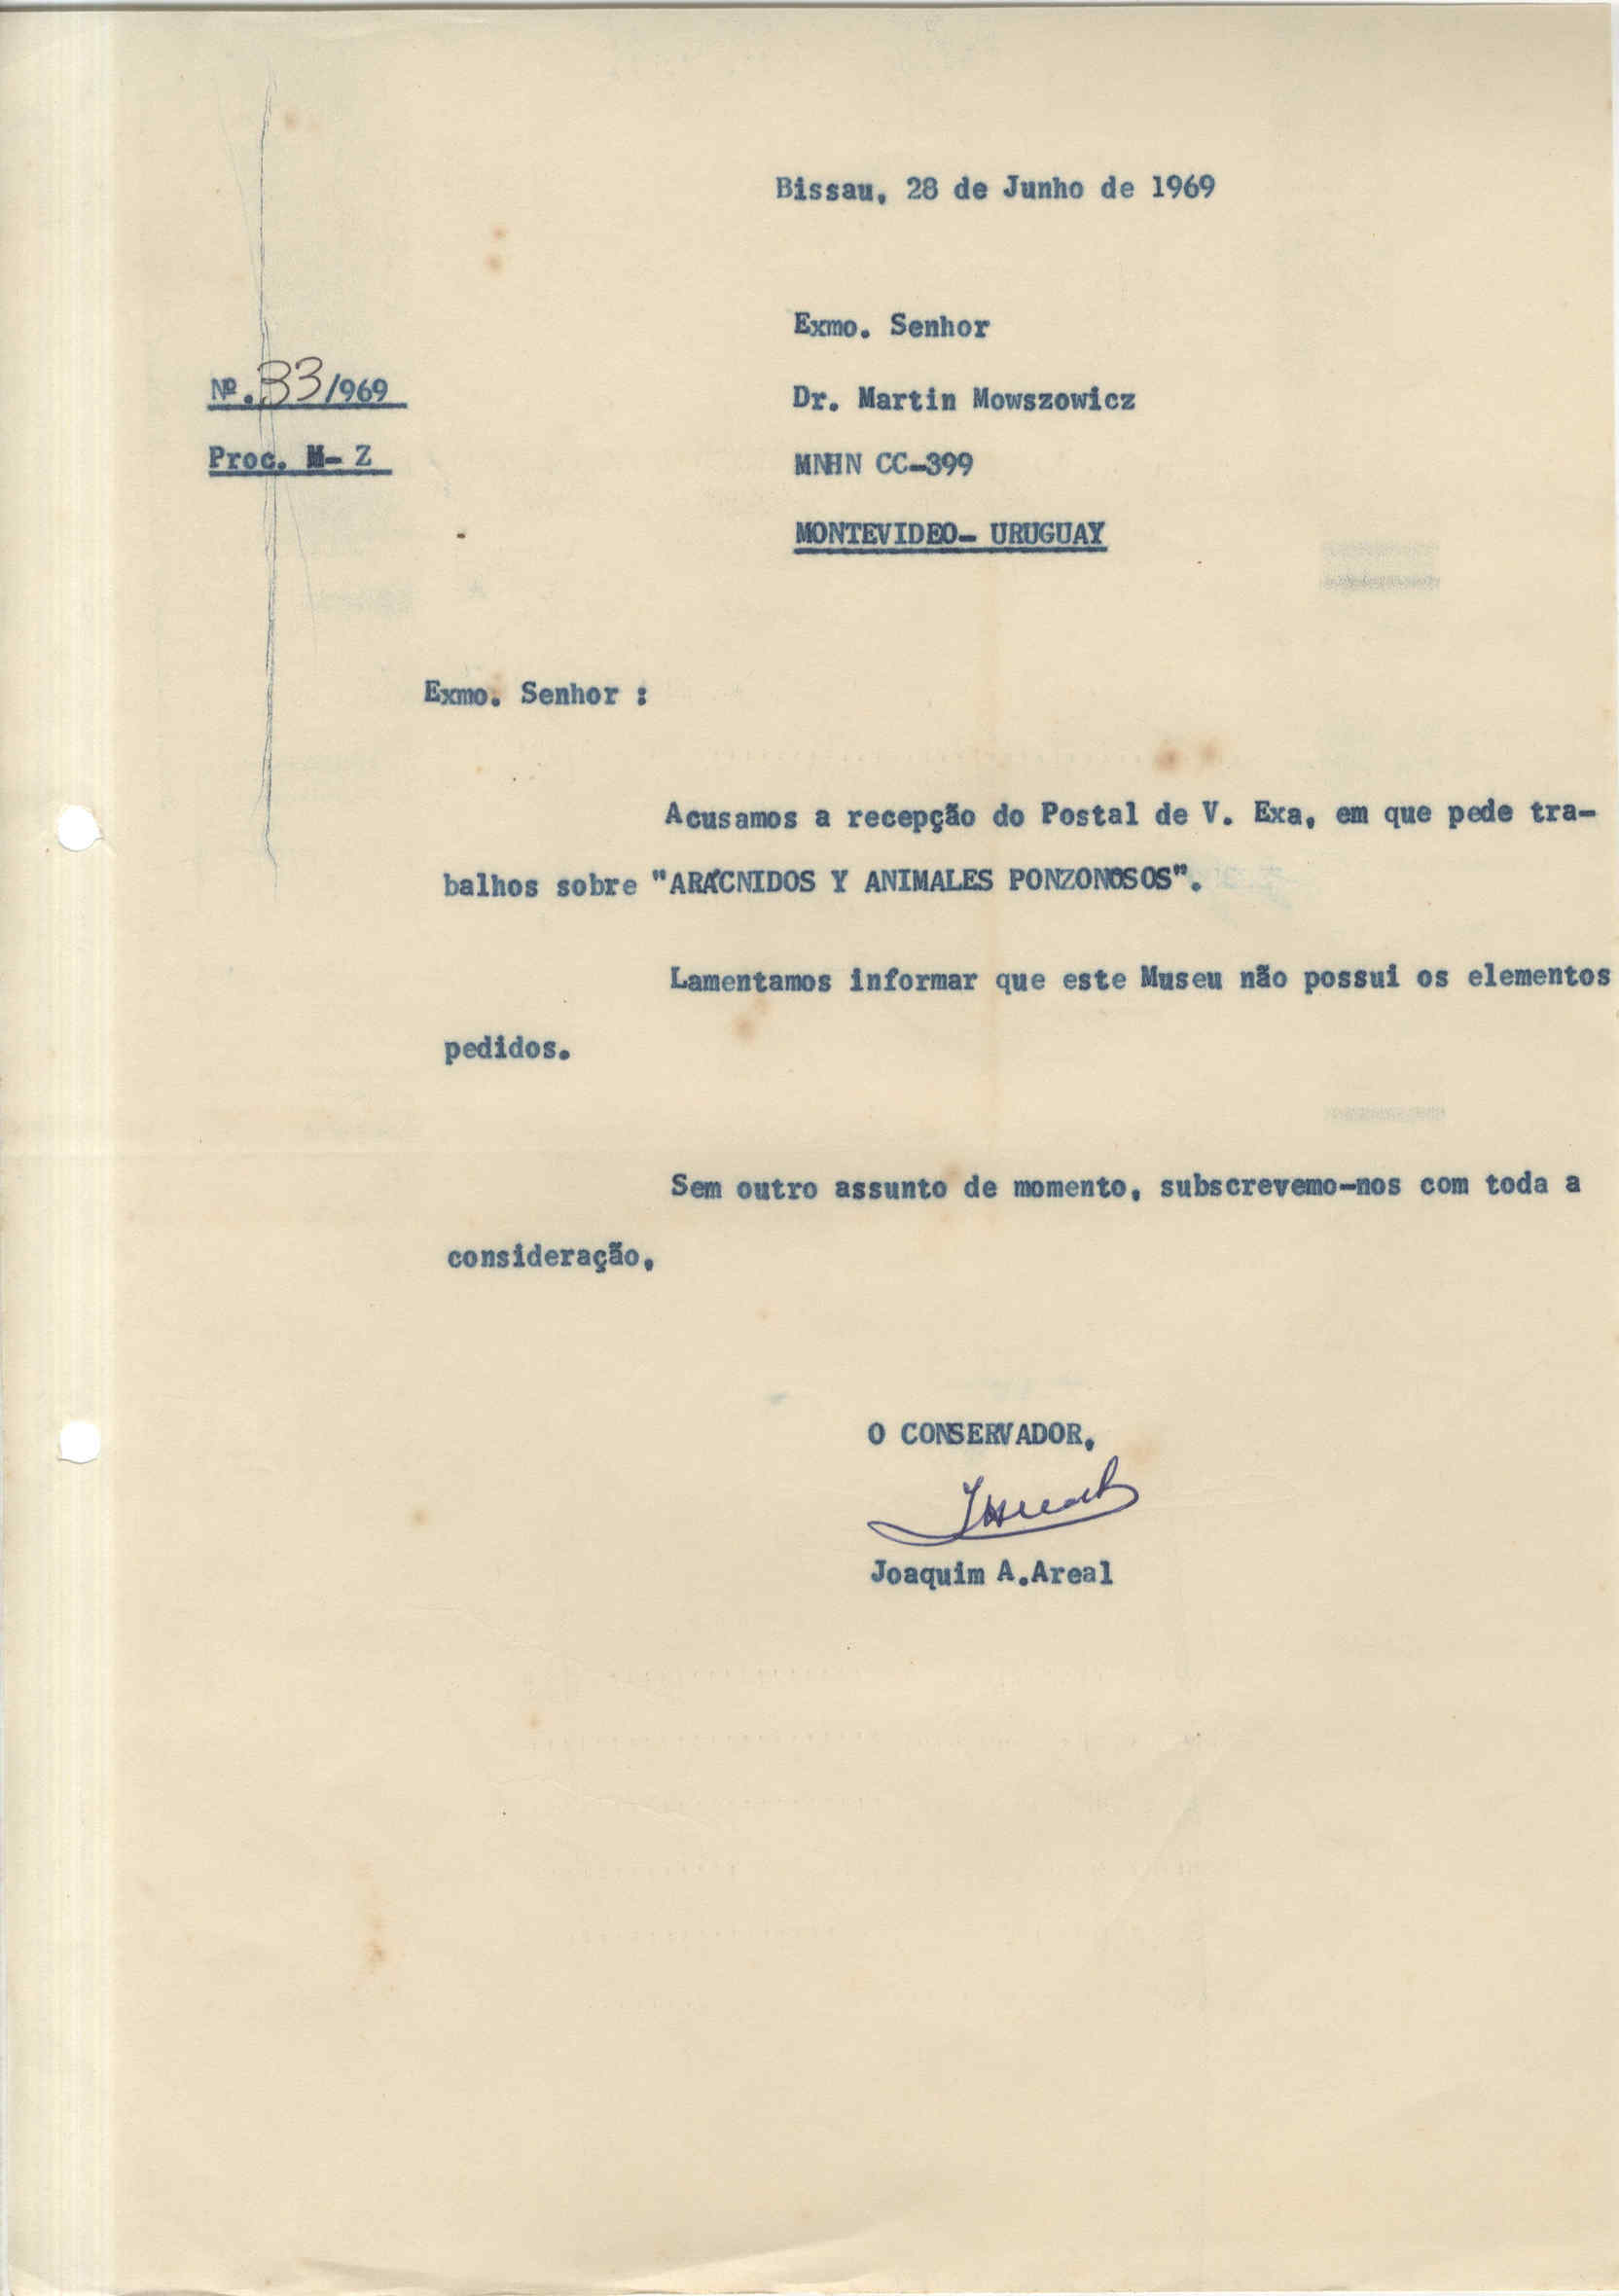 Bissau, 28 de Junho de 1969
Exmo. Senhor
Nº. 33/969
Dr. Martin Mowszowicz
Proc. M- Z
MNHN CC-399
MONTEVIDEO- URUGUAY
Exmo. Senhor :
Acusamos a recepção do Postal de V. Exa, em que pede tra-
balhos sobre "ARÁCNIDOS Y ANIMALES PONZONOSOS".
Lamentamos informar que este Museu não possui os elementos
pedidos.
Sem outro assunto de momento, subscrevemo-nos com toda a
consideração,
O CONSERVADOR,
Joaquim A.Areal